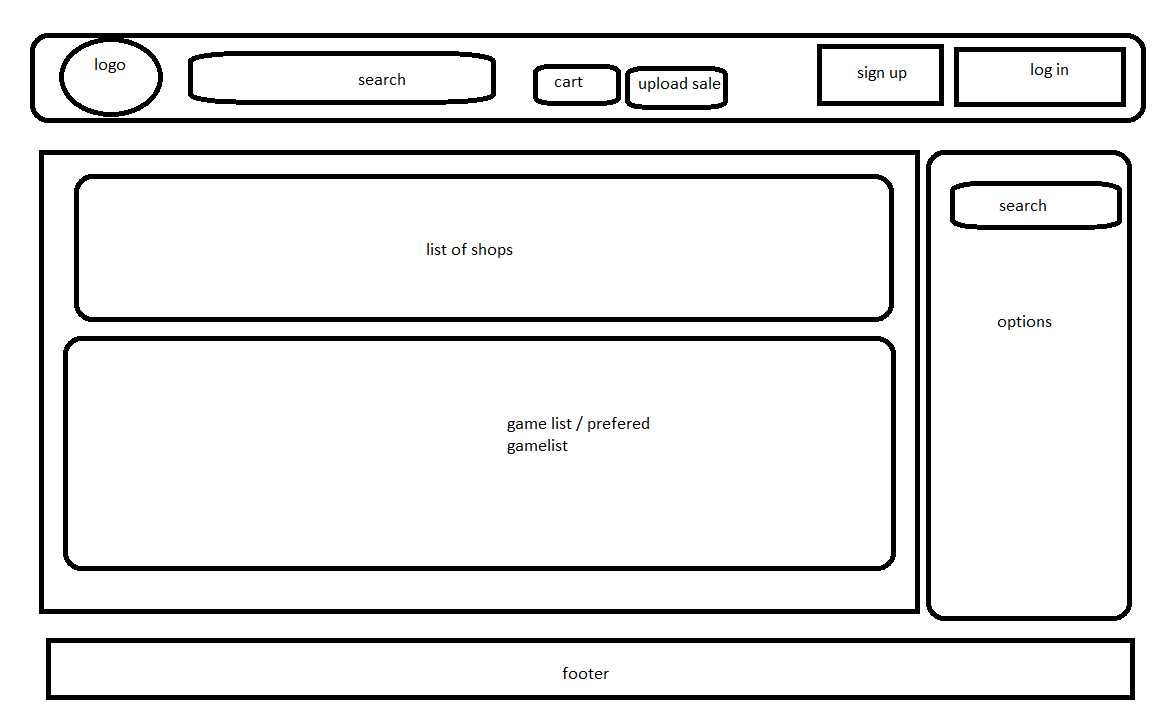 logo
search
cart
upload sale
sign up
log in
list of shops
search
options
game list / prefered
gamelist
footer